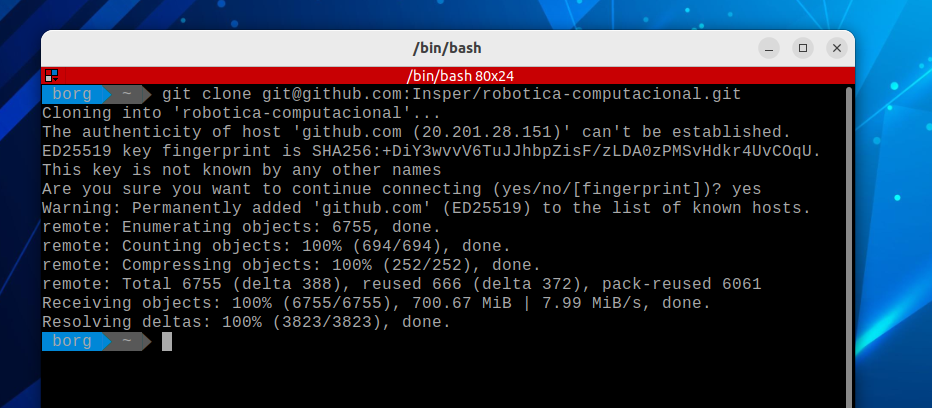 /bin/bash
/bin/bash 80x24
borg ~ git clone git@github.com:Insper/robotica-computacional.git
Cloning into 'robotica-computacional'...
The authenticity of host 'github.com (20.201.28.151)' can't be established.
ED25519 key fingerprint is SHA256:+DiY3wvvV6TuJJhbpZisF/zLDA0zPMSvHdkr4UvCOqU.
This key is not known by any other names
Are you sure you want to continue connecting (yes/no/[fingerprint])? yes
Warning: Permanently added 'github.com' (ED25519) to the list of known hosts.
remote: Enumerating objects: 6755, done.
remote: Counting objects: 100% (694/694), done.
remote: Compressing objects: 100% (252/252), done.
remote: Total 6755 (delta 388), reused 666 (delta 372), pack-reused 6061
Receiving objects: 100% (6755/6755), 700.67 MiB | 7.99 MiB/s, done.
Resolving deltas: 100% (3823/3823), done.
borg ~